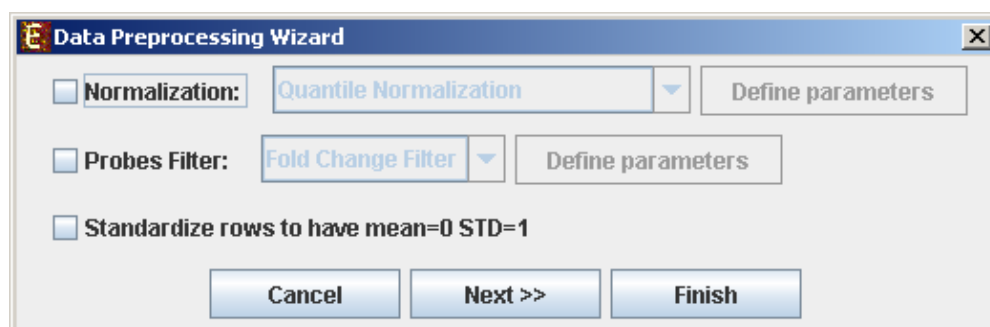 E Data Preprocessing Wizard
Normalization: Quantile Normalization Define parameters
Probes Filter: Fold Change Filter Define parameters
Standardize rows to have mean=0 STD=1
Cancel Next >> Finish